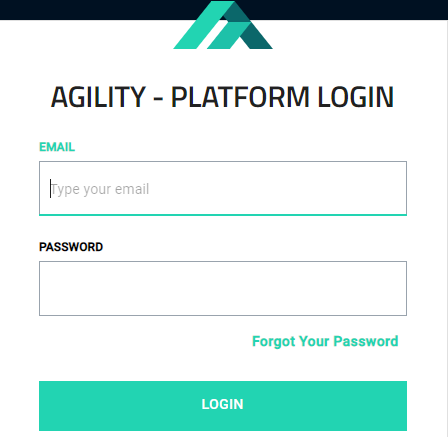 AGILITY - PLATFORM LOGIN
EMAIL
Type your email
PASSWORD
Forgot Your Password
LOGIN